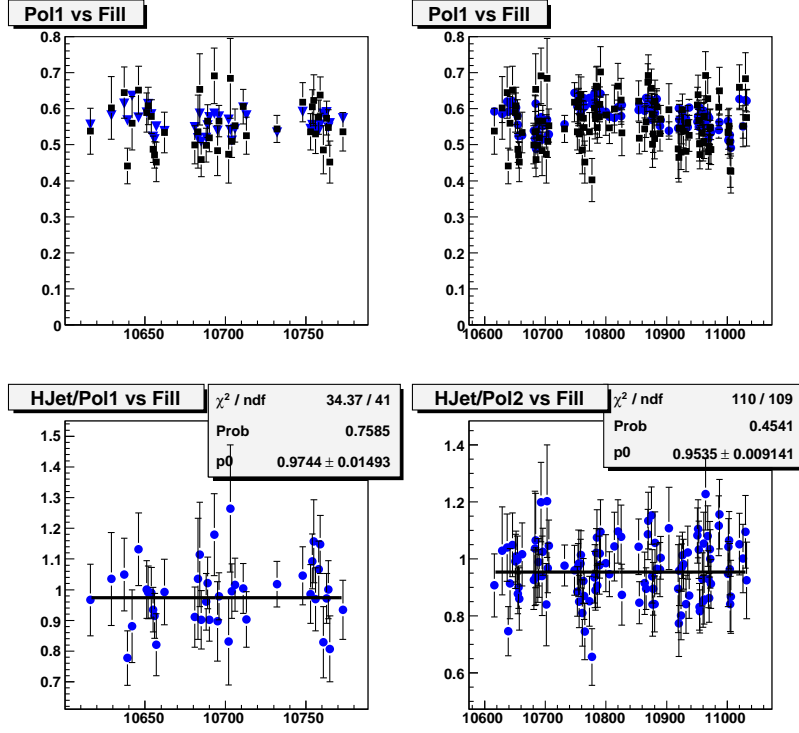 Pol1 vs Fill
0.8
0.7
0.6
0.5
0.4
0.3
0.2
0.1
0
10650 10700 10750
Pol1 vs Fill
0.8
0.7
0.6
0.5
0.4
0.3
0.2
0.1
0
10600 10700 10800 10900 11000
HJet/Pol1 vs Fill
χ² / ndf 34.37 / 41
Prob 0.7585
p0 0.9744 ± 0.01493
1.5
1.4
1.3
1.2
1.1
1
0.9
0.8
0.7
10650 10700 10750
HJet/Pol2 vs Fill
χ² / ndf 110 / 109
Prob 0.4541
p0 0.9535 ± 0.009141
1.4
1.2
1
0.8
0.6
10600 10700 10800 10900 11000